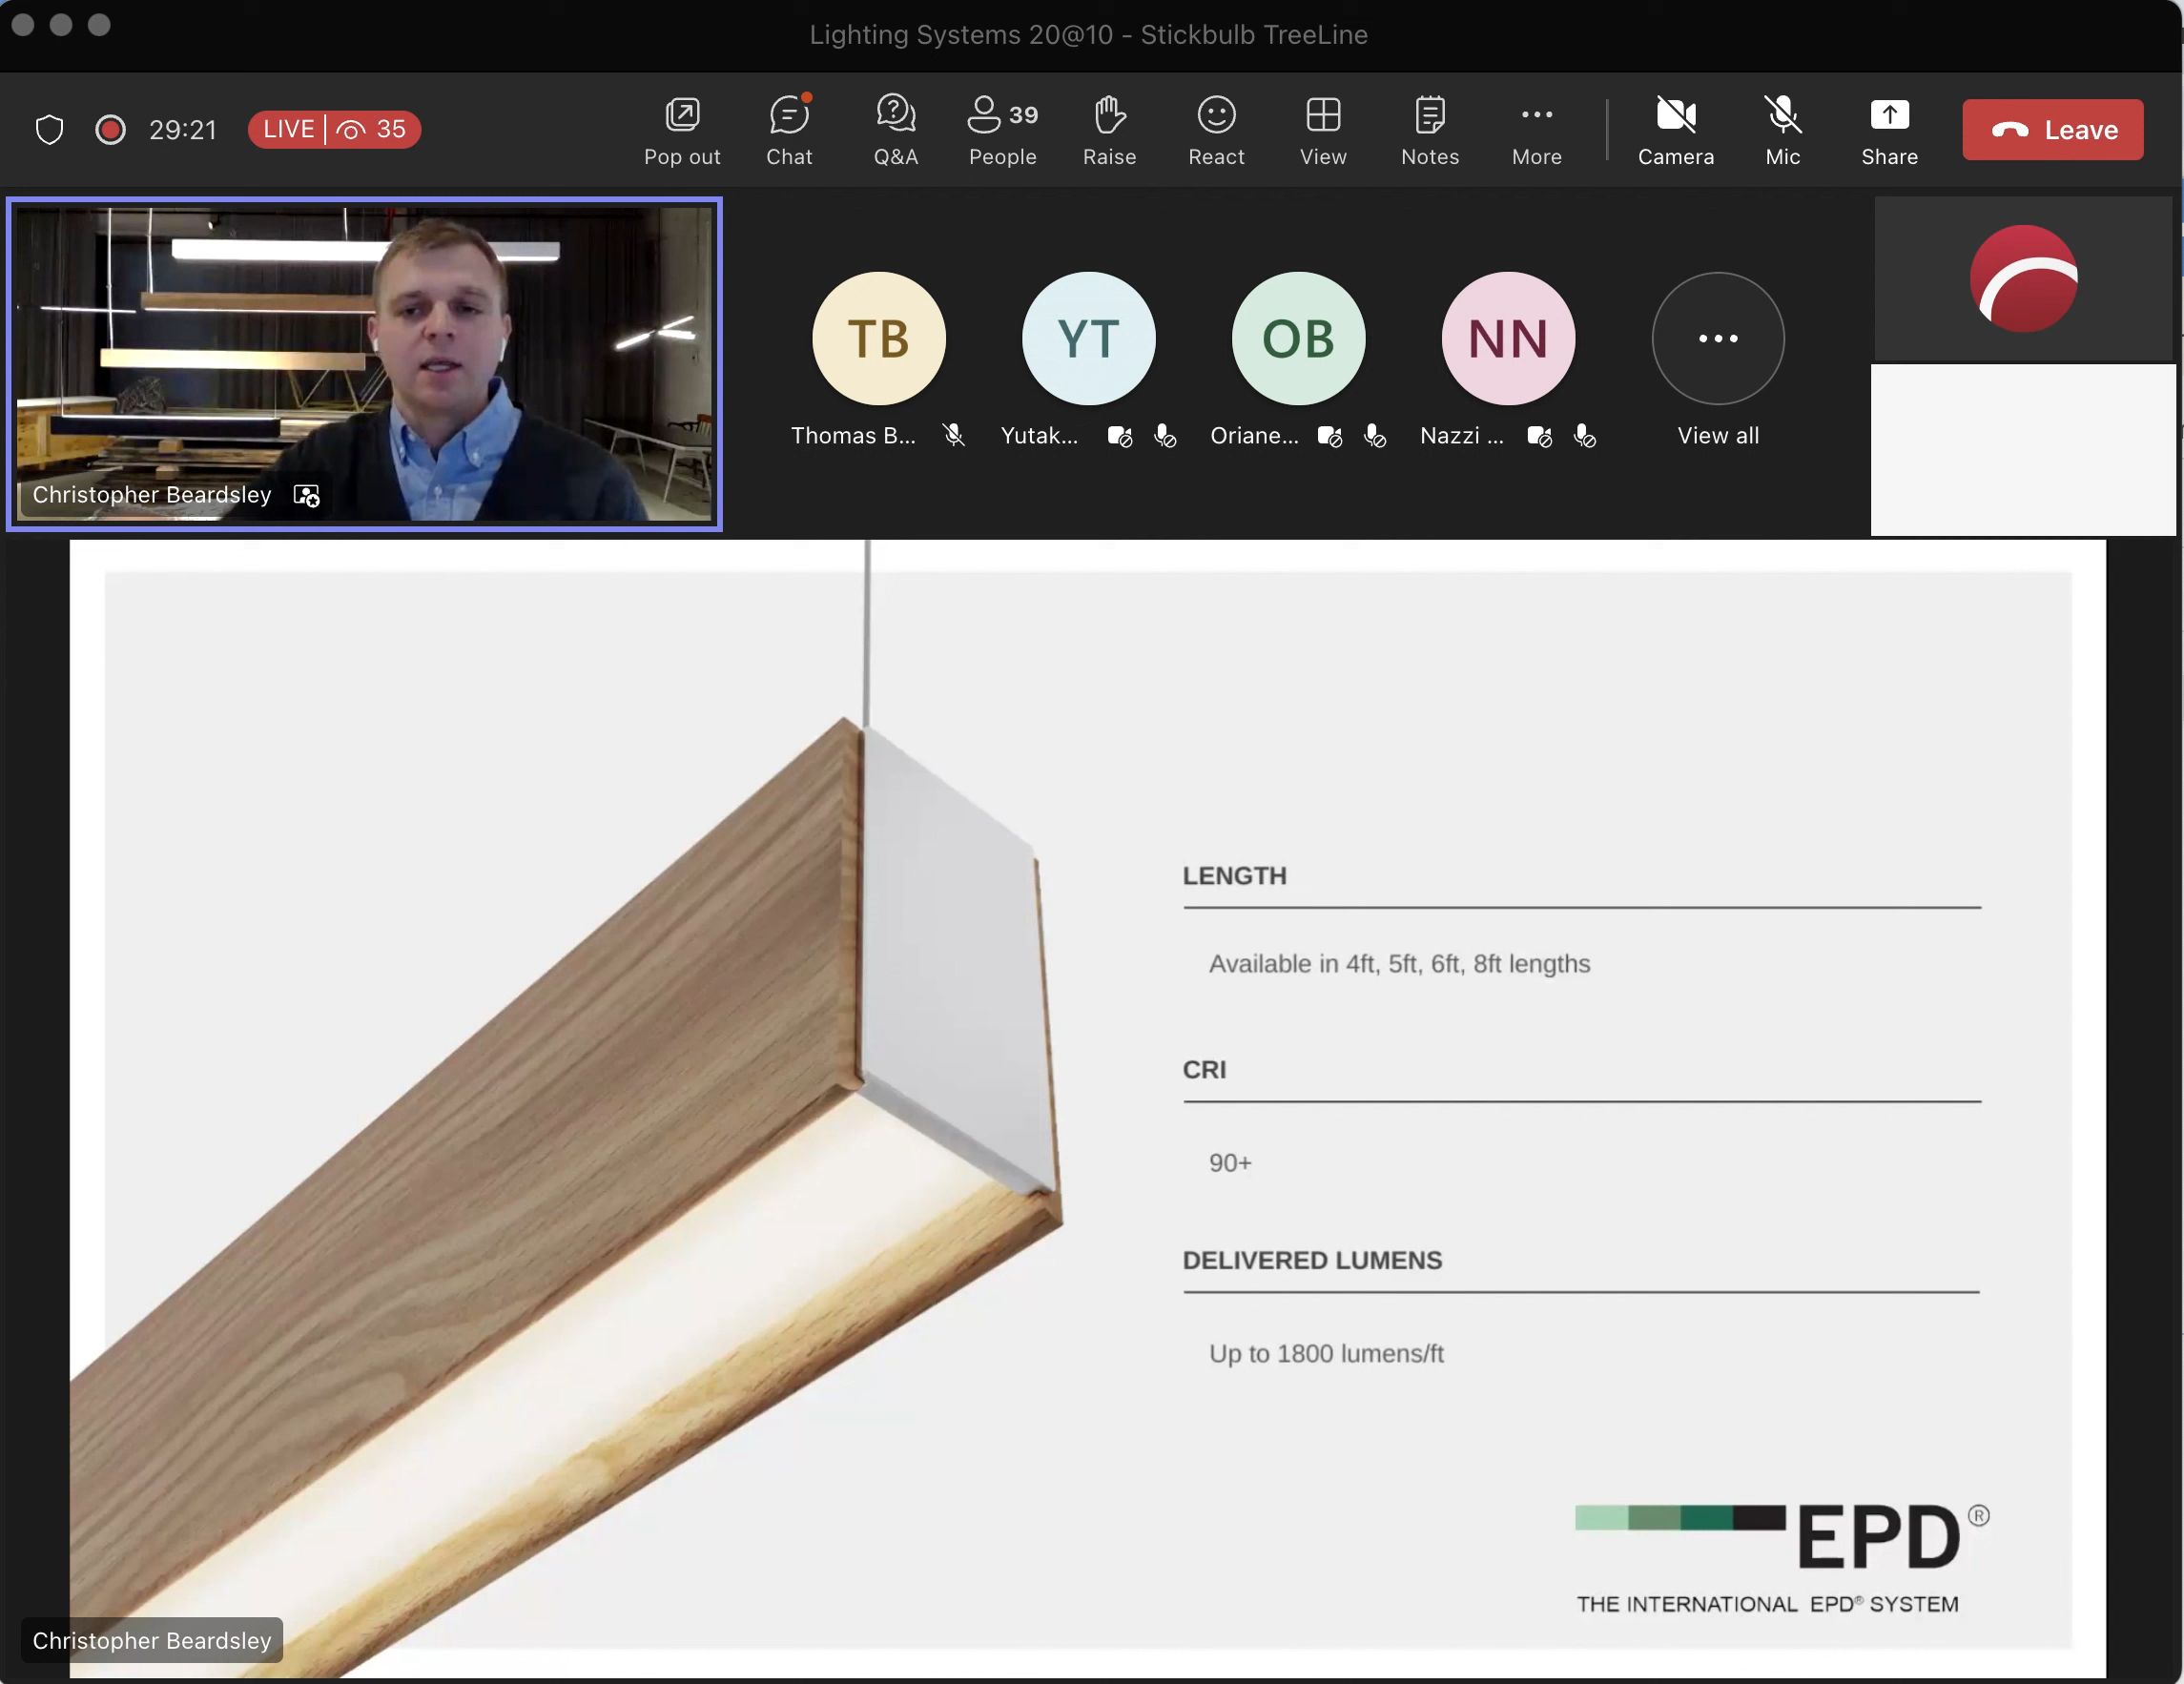 Lighting Systems 20@10 - Stickbulb TreeLine
29:21
LIVE
35
39
Pop out
Chat
Q&A
People
Raise
React
View
Notes
More
Camera
Mic
Share
Leave
TB
YT
OB
NN
Thomas B...
Yutak...
Oriane...
Nazzi ...
View all
Christopher Beardsley
LENGTH
Available in 4ft, 5ft, 6ft, 8ft lengths
CRI
90+
DELIVERED LUMENS
Up to 1800 lumens/ft
EPD®
THE INTERNATIONAL EPD® SYSTEM
Christopher Beardsley